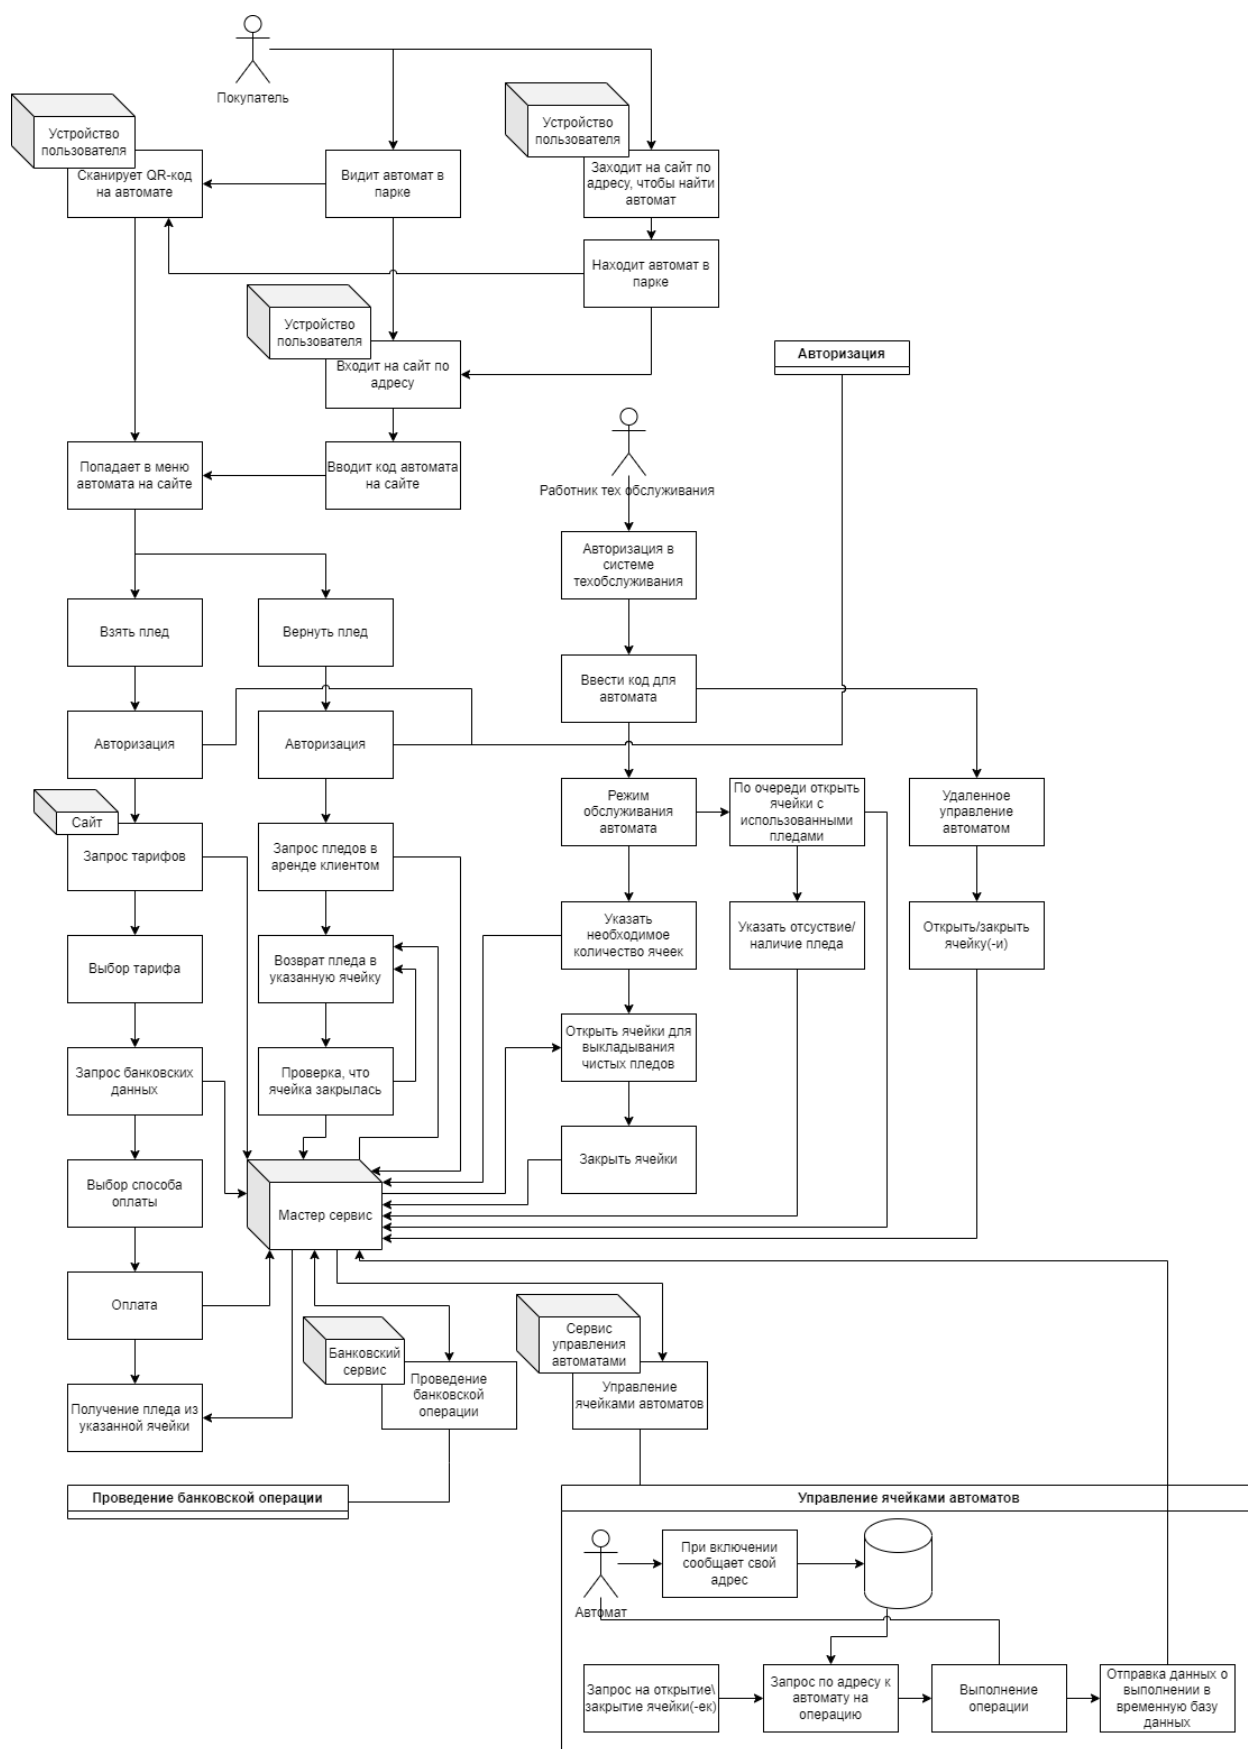 Покупатель
Устройство
пользователя
Сканирует QR-код
на автомате
Видит автомат в
парке
Устройство
пользователя
Заходит на сайт по
адресу, чтобы найти
автомат
Находит автомат в
парке
Устройство
пользователя
Входит на сайт по
адресу
Авторизация
Попадает в меню
автомата на сайте
Вводит код автомата
на сайте
Работник тех обслуживания
Авторизация в
системе
техобслуживания
Взять плед
Вернуть плед
Ввести код для
автомата
Авторизация
Авторизация
Сайт
Запрос тарифов
Запрос пледов в
аренде клиентом
Режим
обслуживания
автомата
По очереди открыть
ячейки с
использованными
пледами
Удаленное
управление
автоматом
Выбор тарифа
Возврат пледа в
указанную ячейку
Указать
необходимое
количество ячеек
Указать отсуствие/
наличие пледа
Открыть/закрыть
ячейку(-и)
Запрос банковских
данных
Проверка, что
ячейка закрылась
Открыть ячейки для
выкладывания
чистых пледов
Выбор способа
оплаты
Мастер сервис
Закрыть ячейки
Оплата
Банковский
сервис
Проведение
банковской
операции
Сервис
управления
автоматами
Управление
ячейками автоматов
Получение пледа из
указанной ячейки
Проведение банковской операции
Управление ячейками автоматов
Автомат
При включении
сообщает свой
адрес
Запрос на открытие\
закрытие ячейки(-ек)
Запрос по адресу к
автомату на
операцию
Выполнение
операции
Отправка данных о
выполнении в
временную базу
данных